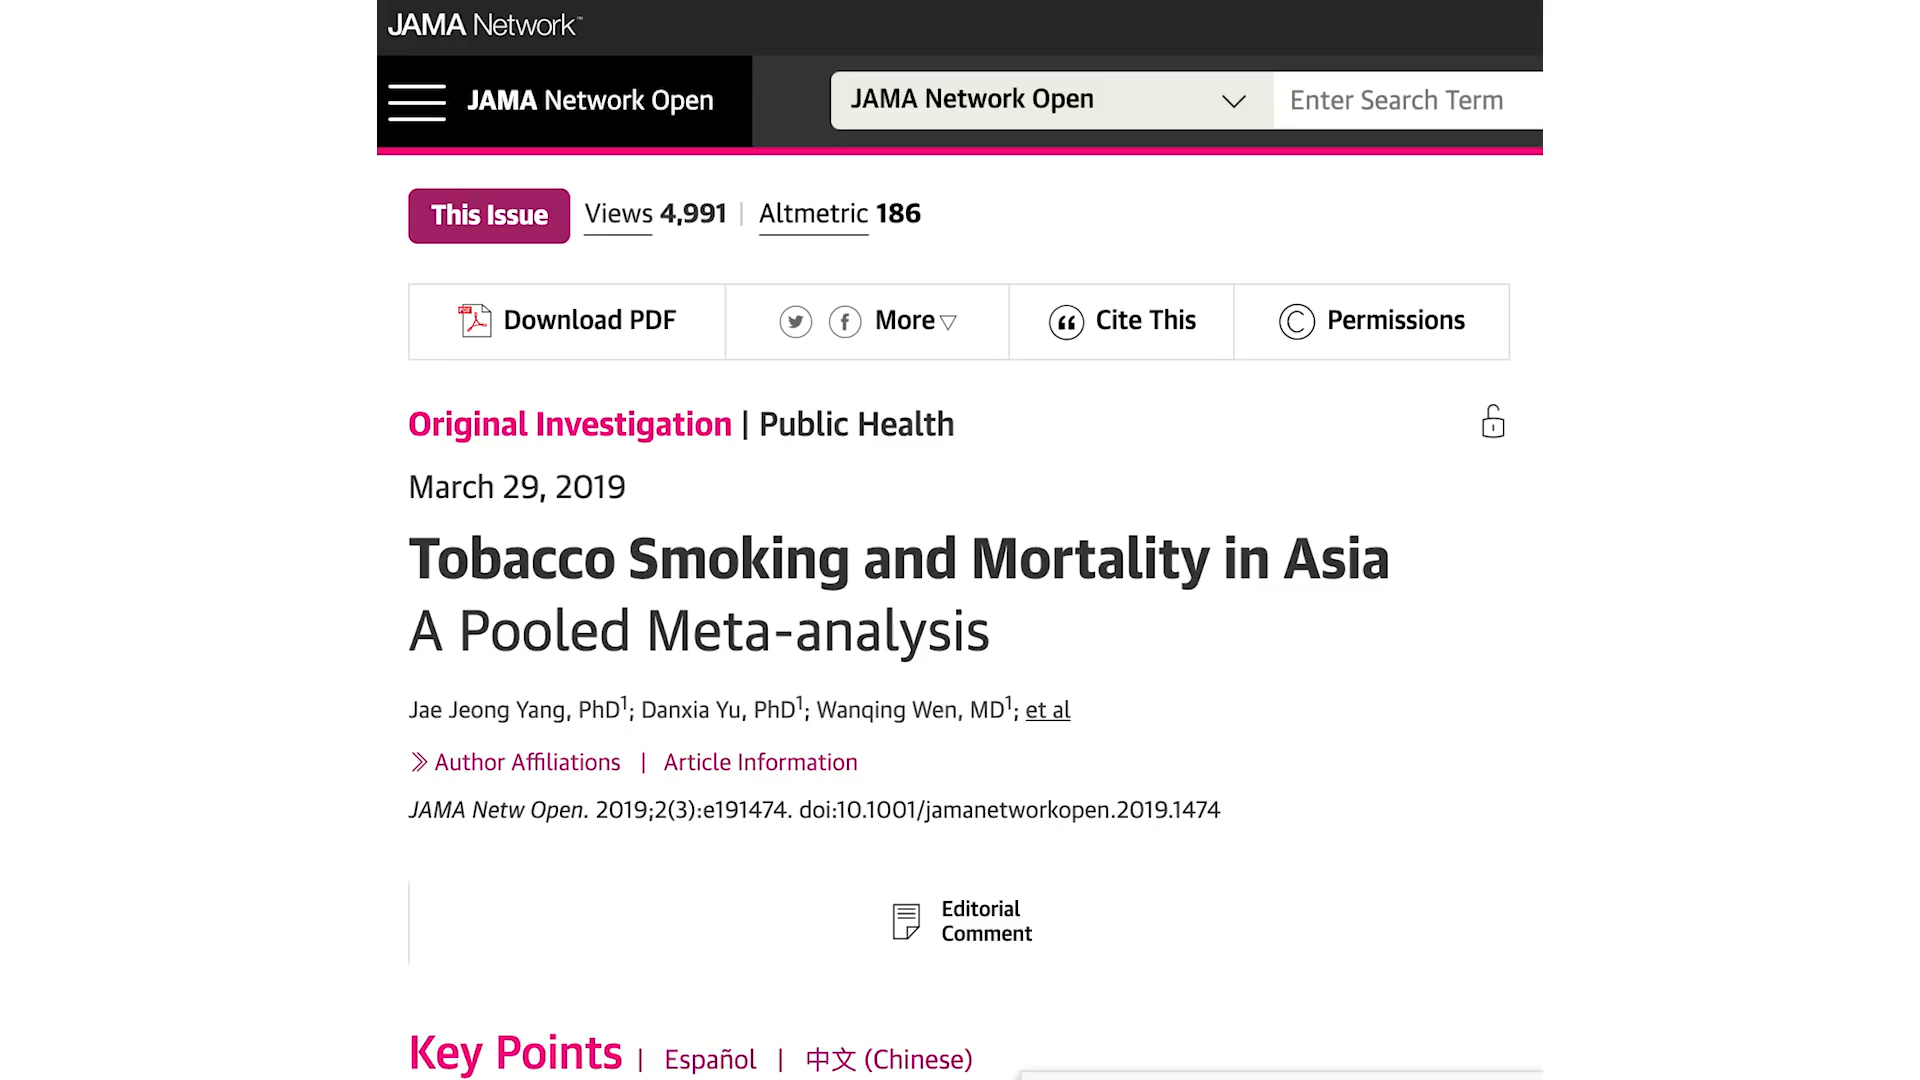 JAMA Network™
JAMA Network Open
JAMA Network Open
Enter Search Term
This Issue
Views 4,991 | Altmetric 186
Download PDF
More
Cite This
Permissions
Original Investigation | Public Health
March 29, 2019
Tobacco Smoking and Mortality in Asia
A Pooled Meta-analysis
Jae Jeong Yang, PhD1; Danxia Yu, PhD1; Wanqing Wen, MD1; et al
Author Affiliations | Article Information
JAMA Netw Open. 2019;2(3):e191474. doi:10.1001/jamanetworkopen.2019.1474
Editorial
Comment
Key Points | Español | 中文 (Chinese)